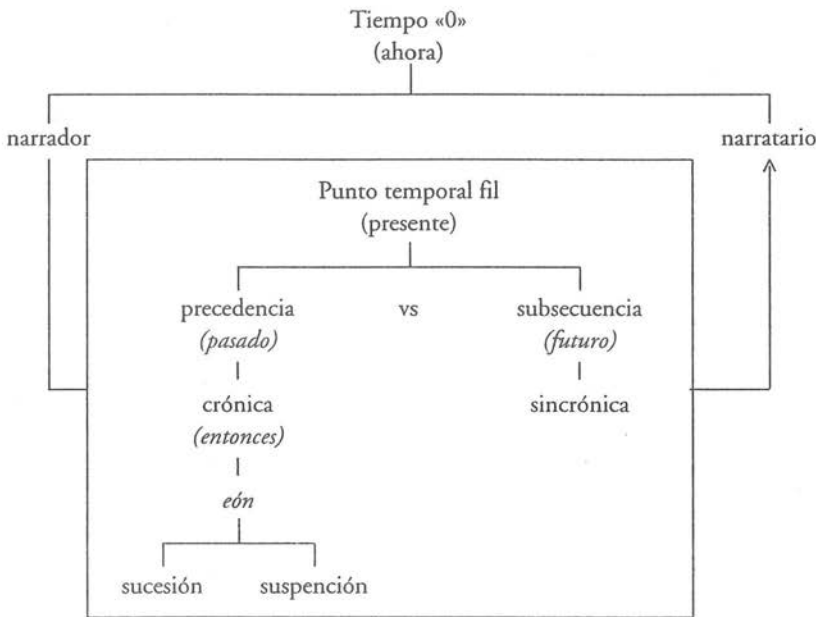 Tiempo «0»
(ahora)
narrador
narratario
Punto temporal fil
(presente)
precedencia vs subsecuencia
(pasado) (futuro)
crónica sincrónica
(entonces)
eón
sucesión suspención